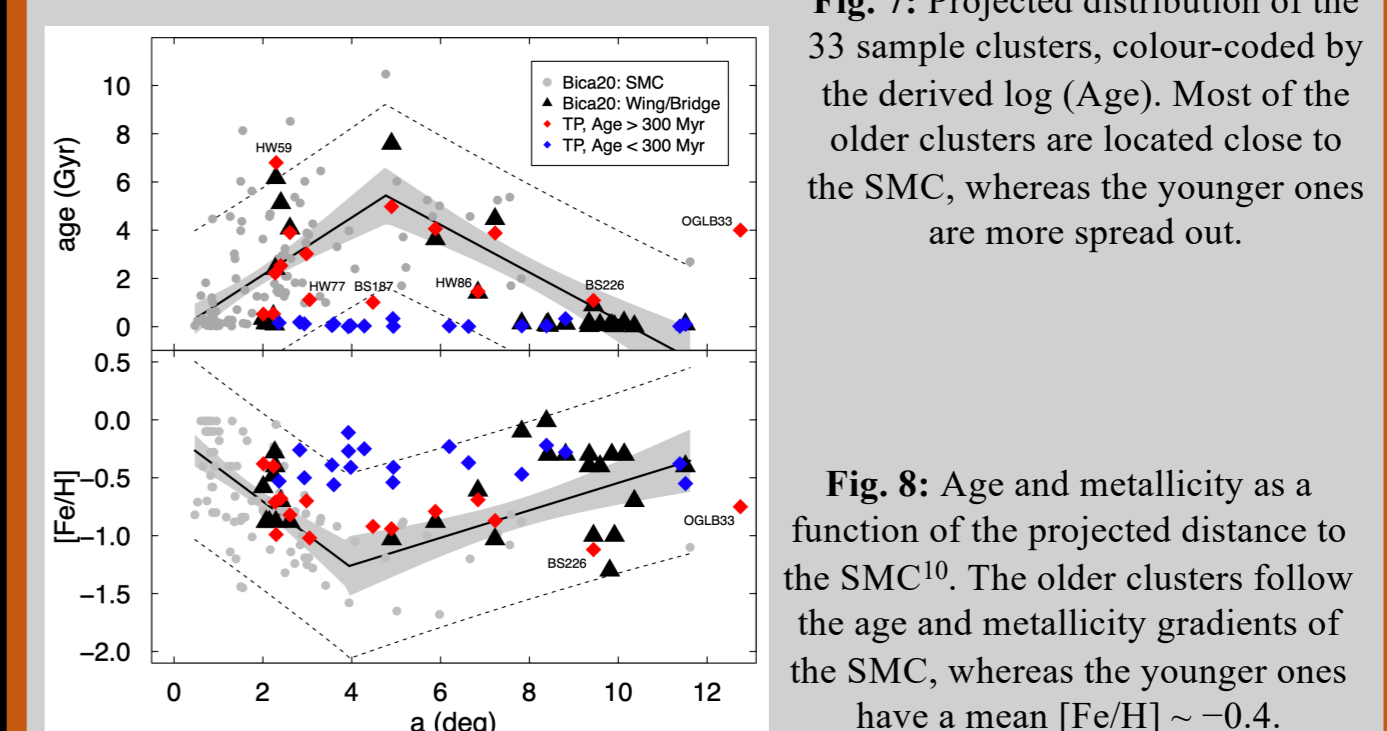 Fig. 7: Projected distribution of the
33 sample clusters, colour-coded by
the derived log (Age). Most of the
older clusters are located close to
the SMC, whereas the younger ones
are more spread out.
Bica20: SMC
Bica20: Wing/Bridge
TP, Age > 300 Myr
TP, Age < 300 Myr
age (Gyr)
10
8
6
4
2
0
HW59
OGLB33
HW77
BS187
HW86
BS226
[Fe/H]
0.5
0.0
−0.5
−1.0
−1.5
−2.0
OGLB33
BS226
0 2 4 6 8 10 12
a (deg)
Fig. 8: Age and metallicity as a
function of the projected distance to
the SMC¹⁰. The older clusters follow
the age and metallicity gradients of
the SMC, whereas the younger ones
have a mean [Fe/H] ~ −0.4.